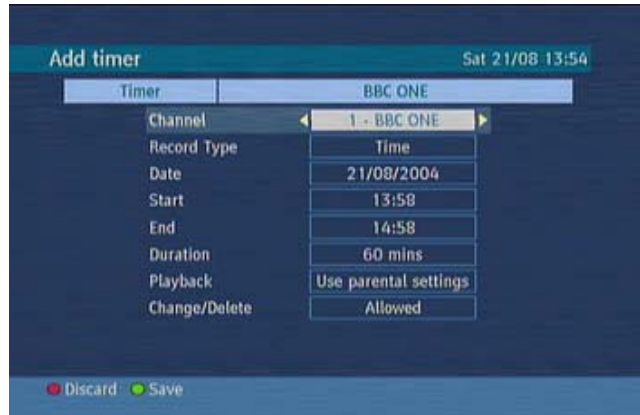 Add timer Sat 21/08 13:54
Timer BBC ONE
Channel 1 - BBC ONE
Record Type Time
Date 21/08/2004
Start 13:58
End 14:58
Duration 60 mins
Playback Use parental settings
Change/Delete Allowed
Discard Save